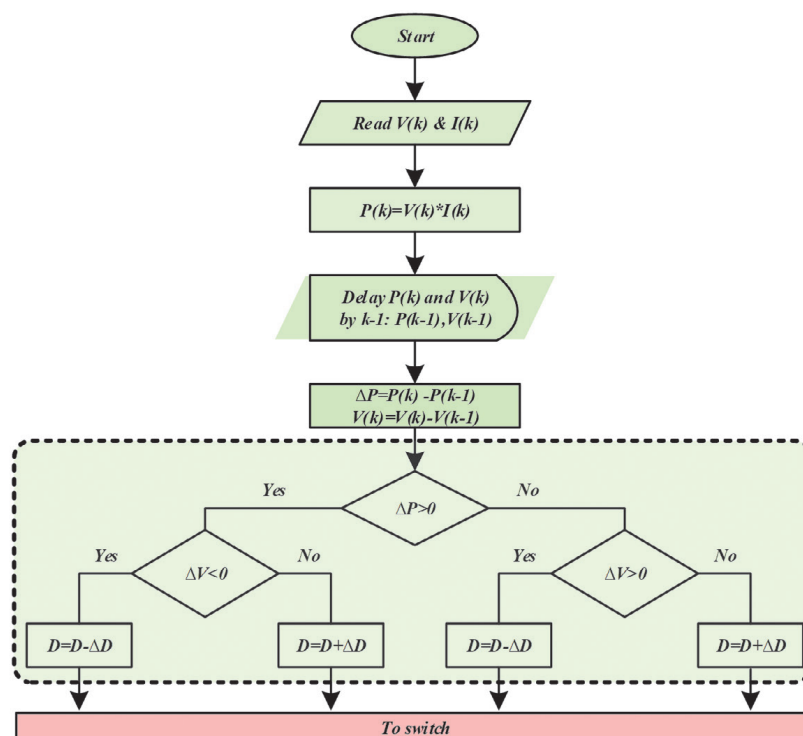 Start
Read V(k) & I(k)
P(k)=V(k)*I(k)
Delay P(k) and V(k)
by k-1: P(k-1),V(k-1)
ΔP=P(k) -P(k-1)
V(k)=V(k)-V(k-1)
Yes
ΔP>0
No
Yes
ΔV<0
No
Yes
ΔV>0
No
D=D-ΔD
D=D+ΔD
D=D-ΔD
D=D+ΔD
To switch